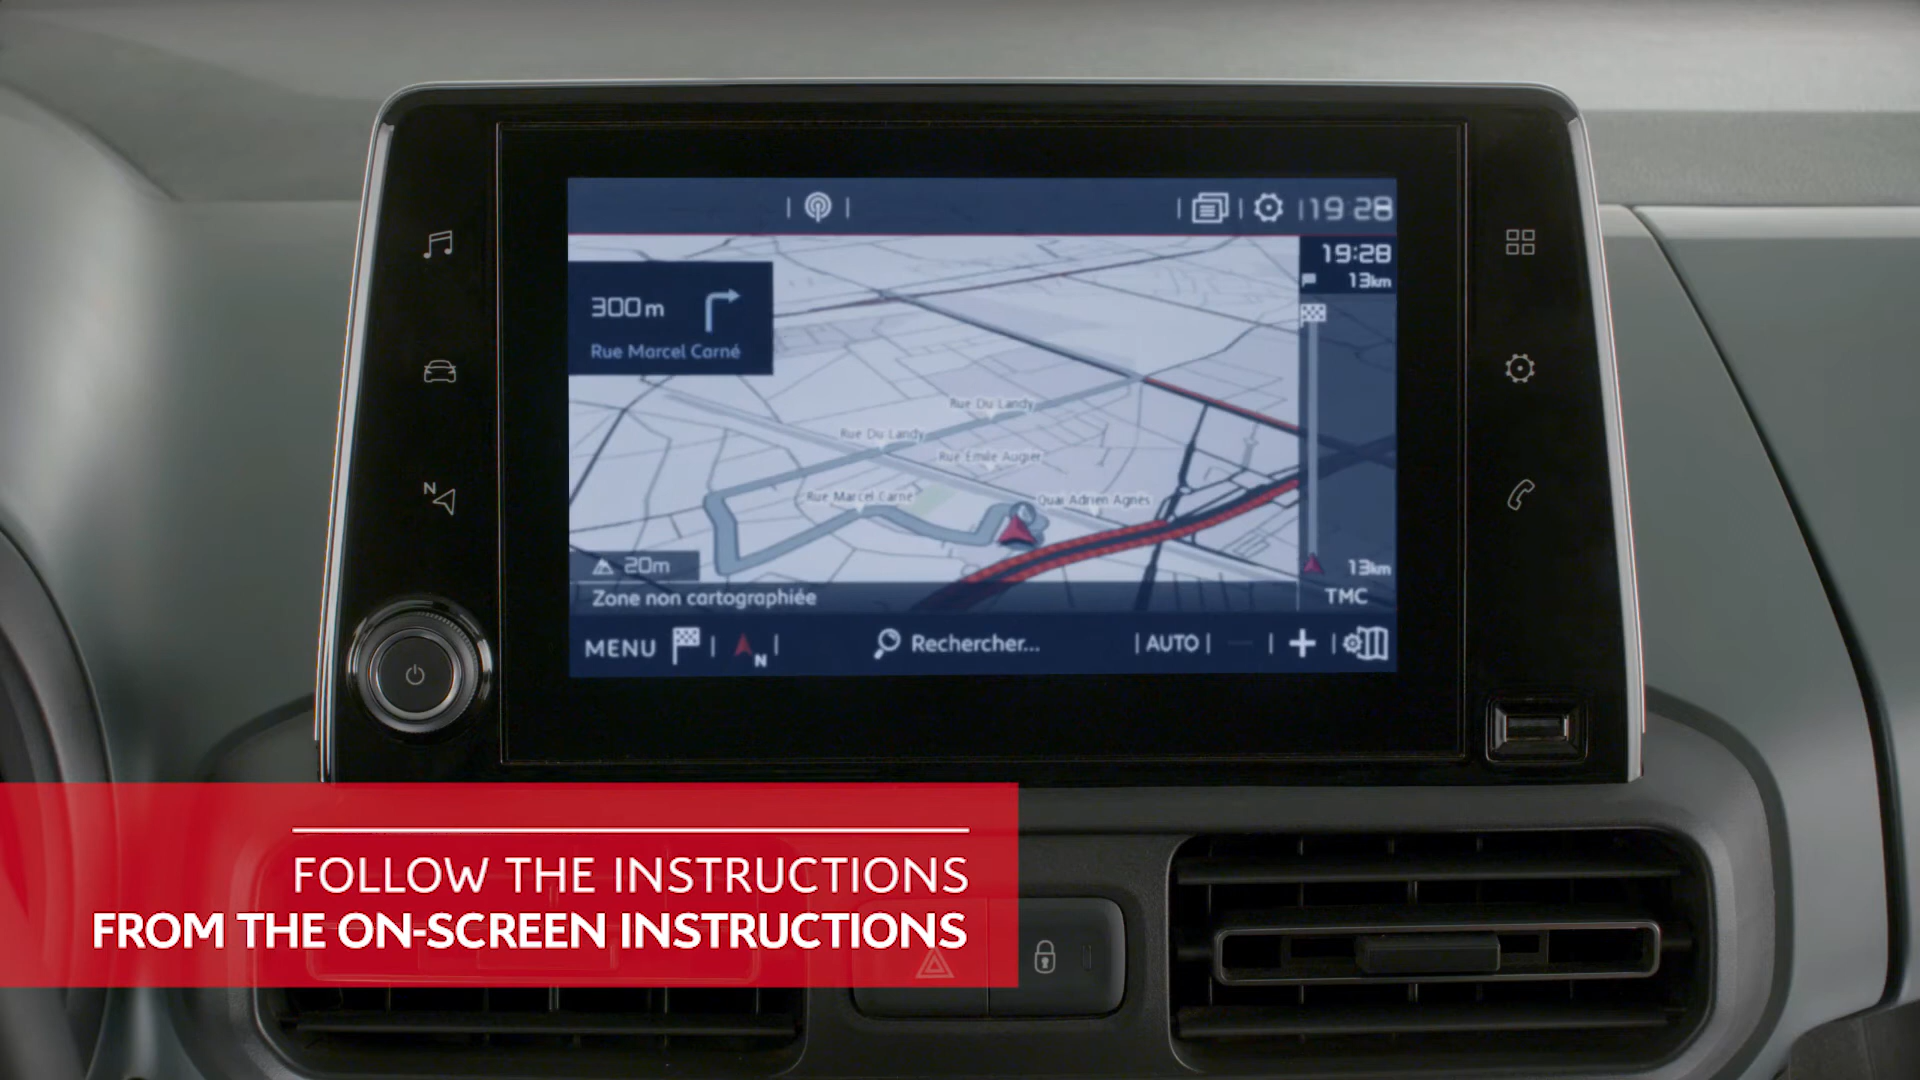 19 28
19:28
13km
300m
Rue Marcel Carné
Rue Du Landy
Rue Du Landy
Rue Emile Augier
Rue Marcel Carné
Quai Adrien Agnès
N
20m
13km
Zone non cartographiée
TMC
MENU
N
Rechercher...
AUTO
FOLLOW THE INSTRUCTIONS
FROM THE ON-SCREEN INSTRUCTIONS